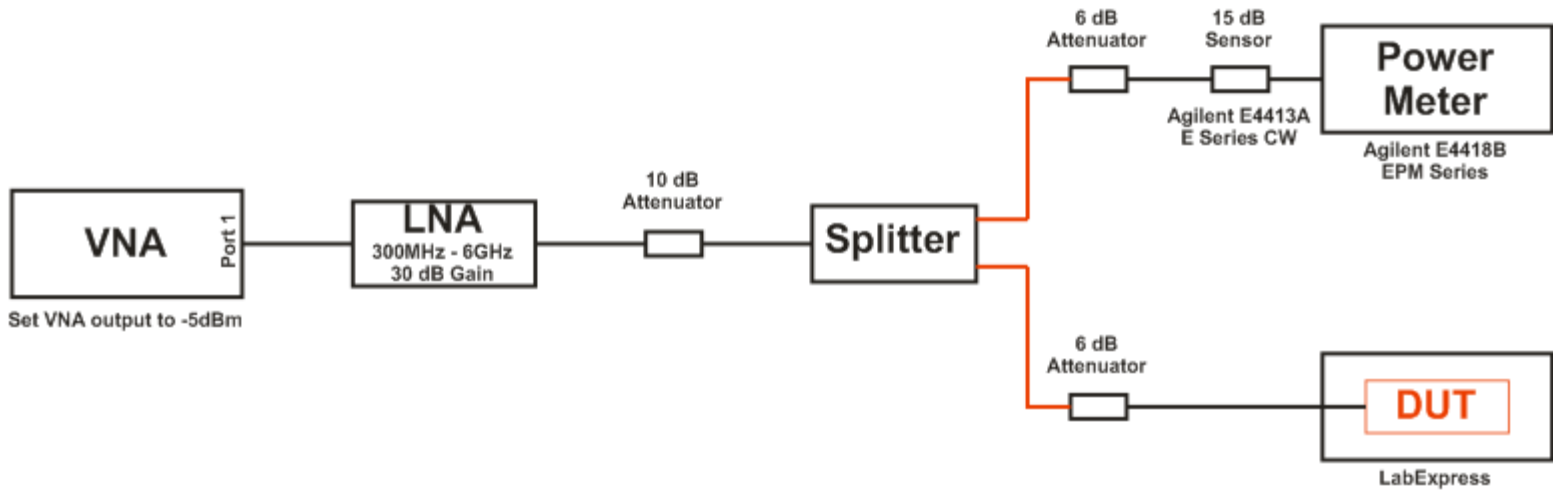 VNA
Port 1
Set VNA output to -5dBm
LNA
300MHz - 6GHz
30 dB Gain
10 dB
Attenuator
Splitter
6 dB
Attenuator
15 dB
Sensor
Agilent E4413A
E Series CW
Power
Meter
Agilent E4418B
EPM Series
6 dB
Attenuator
DUT
LabExpress